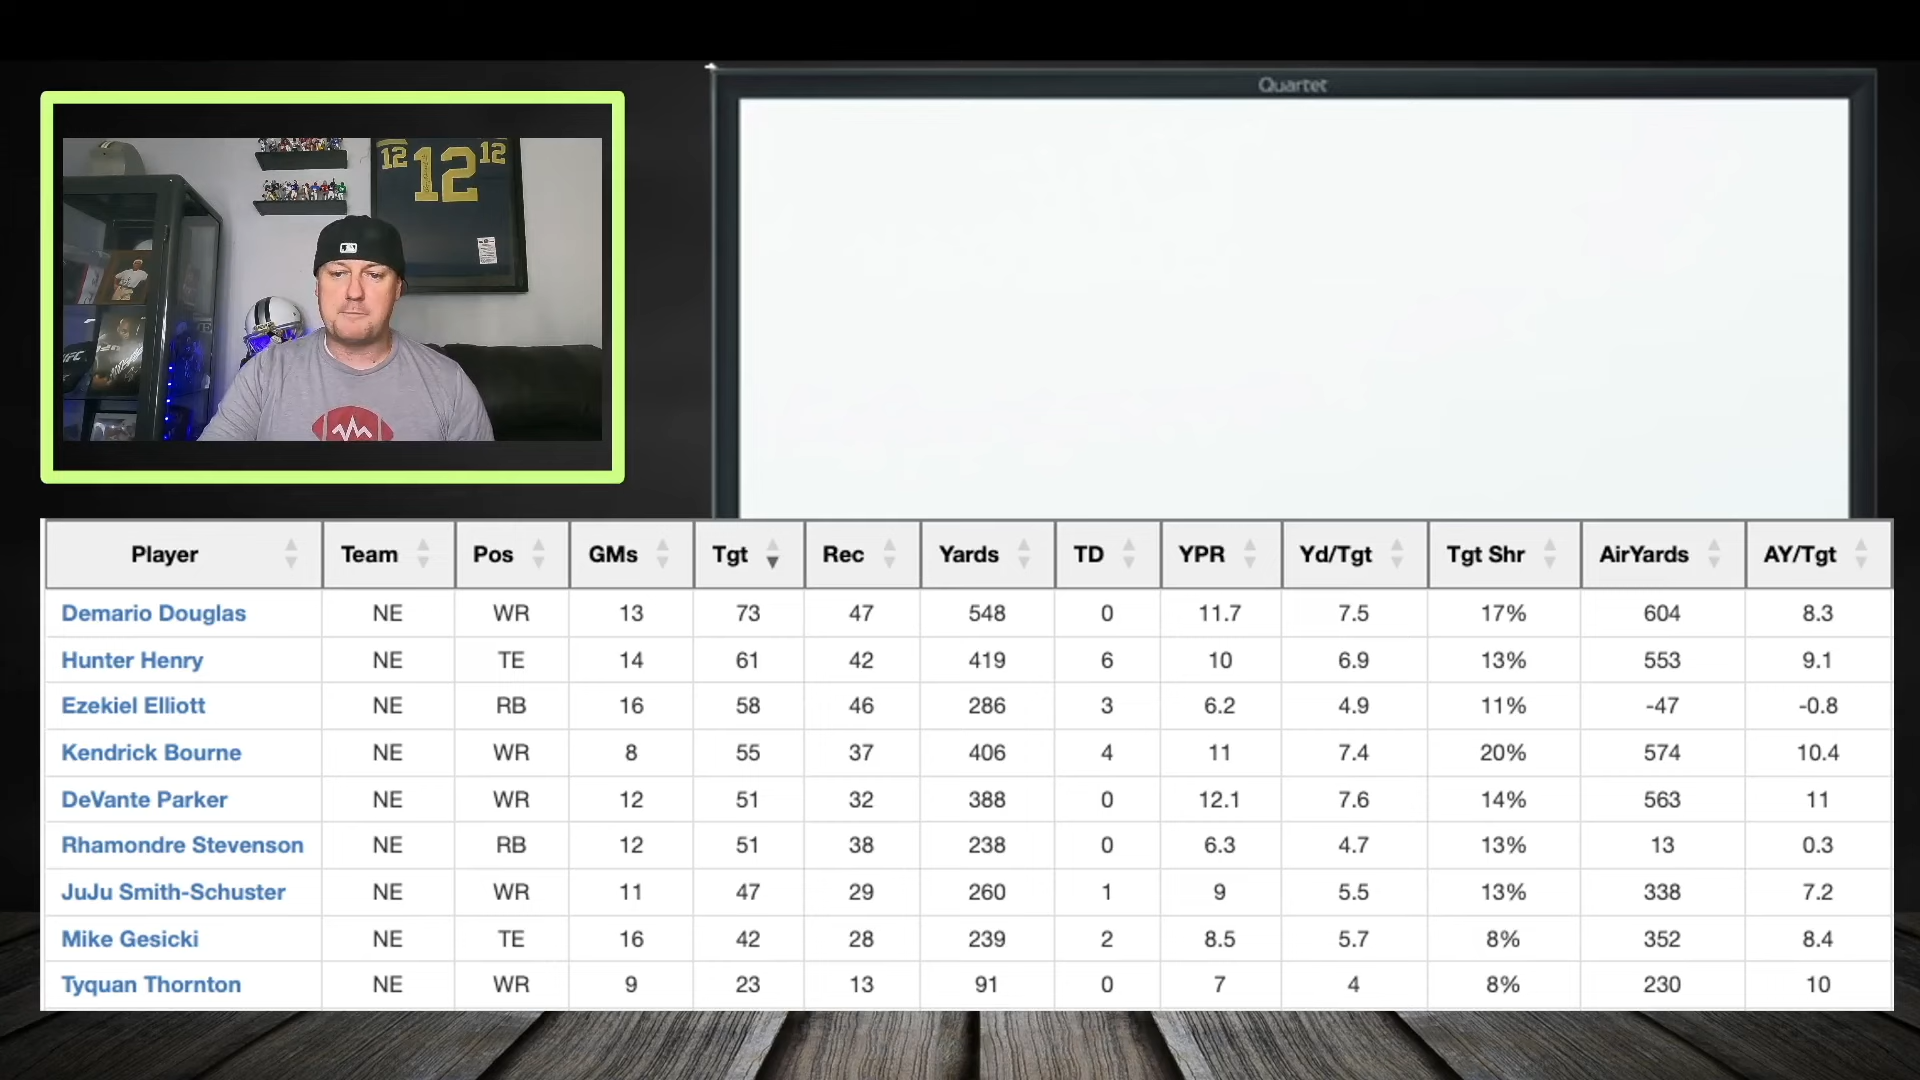 Quartet
12 12 12
Player Team Pos GMs Tgt Rec Yards TD YPR Yd/Tgt Tgt Shr AirYards AY/Tgt
Demario Douglas NE WR 13 73 47 548 0 11.7 7.5 17% 604 8.3
Hunter Henry NE TE 14 61 42 419 6 10 6.9 13% 553 9.1
Ezekiel Elliott NE RB 16 58 46 286 3 6.2 4.9 11% -47 -0.8
Kendrick Bourne NE WR 8 55 37 406 4 11 7.4 20% 574 10.4
DeVante Parker NE WR 12 51 32 388 0 12.1 7.6 14% 563 11
Rhamondre Stevenson NE RB 12 51 38 238 0 6.3 4.7 13% 13 0.3
JuJu Smith-Schuster NE WR 11 47 29 260 1 9 5.5 13% 338 7.2
Mike Gesicki NE TE 16 42 28 239 2 8.5 5.7 8% 352 8.4
Tyquan Thornton NE WR 9 23 13 91 0 7 4 8% 230 10